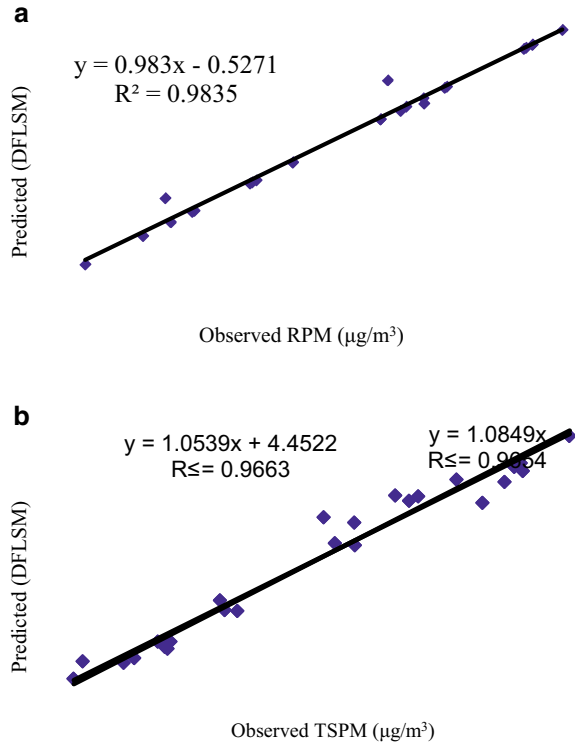 a
y = 0.983x - 0.5271
R² = 0.9835
Predicted (DFLSM)
Observed RPM (μg/m³)
b
y = 1.0539x + 4.4522
R≤= 0.9663
y = 1.0849x
R≤=
Predicted (DFLSM)
Observed TSPM (μg/m³)